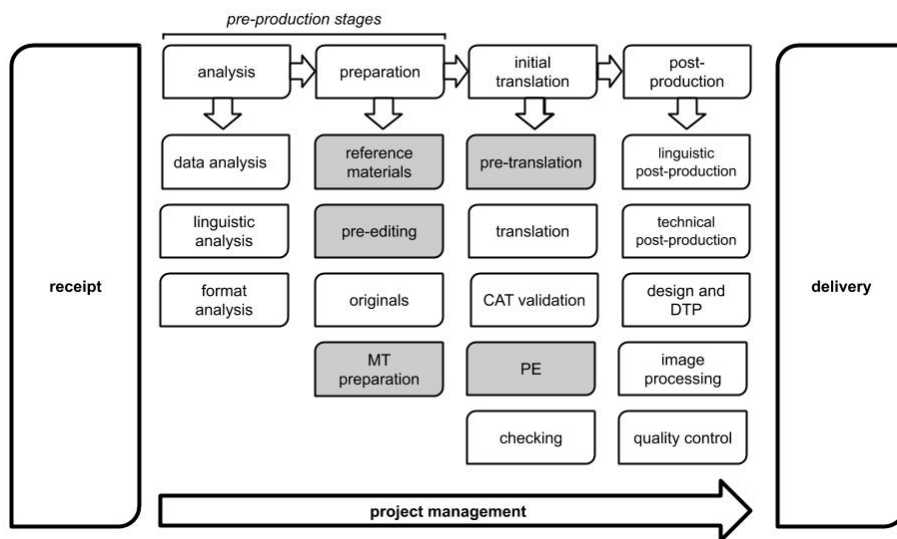 pre-production stages
analysis
preparation
initial
translation
post-
production
data analysis
reference
materials
pre-translation
linguistic
post-production
linguistic
analysis
pre-editing
translation
technical
post-production
receipt
format
analysis
originals
CAT validation
design and
DTP
delivery
MT
preparation
PE
image
processing
checking
quality control
project management